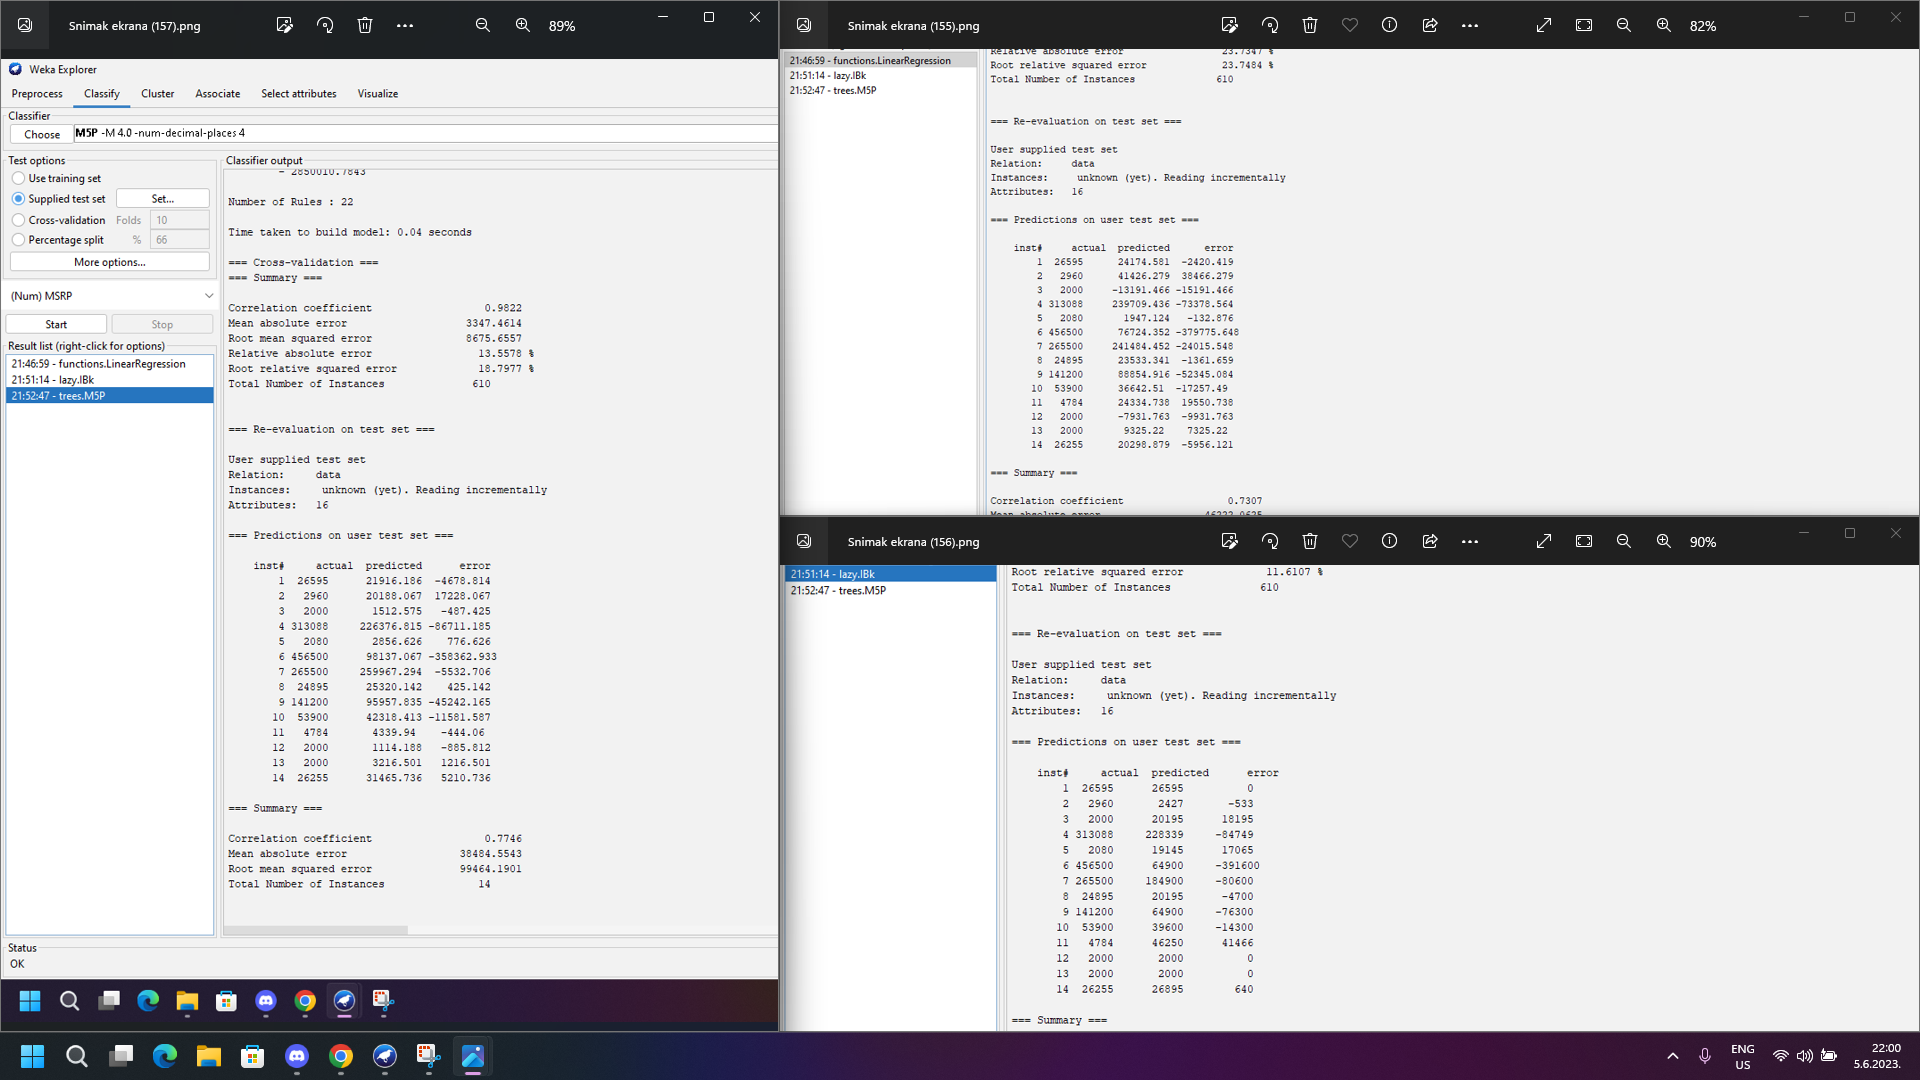 Snimak ekrana (157).png
89%
Weka Explorer
Preprocess Classify Cluster Associate Select attributes Visualize
Classifier
Choose M5P -M 4.0 -num-decimal-places 4
Test options
Use training set
Supplied test set Set...
Cross-validation Folds 10
Percentage split % 66
More options...
(Num) MSRP
Start Stop
Result list (right-click for options)
21:46:59 - functions.LinearRegression
21:51:14 - lazy.IBk
21:52:47 - trees.M5P
Classifier output
- 2850010.7843
Number of Rules : 22
Time taken to build model: 0.04 seconds
=== Cross-validation ===
=== Summary ===
Correlation coefficient 0.9822
Mean absolute error 3347.4614
Root mean squared error 8675.6557
Relative absolute error 13.5578 %
Root relative squared error 18.7977 %
Total Number of Instances 610
=== Re-evaluation on test set ===
User supplied test set
Relation: data
Instances: unknown (yet). Reading incrementally
Attributes: 16
=== Predictions on user test set ===
inst# actual predicted error
1 26595 21916.186 -4678.814
2 2960 20188.067 17228.067
3 2000 1512.575 -487.425
4 313088 226376.815 -86711.185
5 2080 2856.626 776.626
6 456500 98137.067 -358362.933
7 265500 259967.294 -5532.706
8 24895 25320.142 425.142
9 141200 95957.835 -45242.165
10 53900 42318.413 -11581.587
11 4784 4339.94 -444.06
12 2000 1114.188 -885.812
13 2000 3216.501 1216.501
14 26255 31465.736 5210.736
=== Summary ===
Correlation coefficient 0.7746
Mean absolute error 38484.5543
Root mean squared error 99464.1901
Total Number of Instances 14
Status
OK
Snimak ekrana (155).png
82%
21:46:59 - functions.LinearRegression
21:51:14 - lazy.IBk
21:52:47 - trees.M5P
Relative absolute error 23.7347 %
Root relative squared error 23.7484 %
Total Number of Instances 610
=== Re-evaluation on test set ===
User supplied test set
Relation: data
Instances: unknown (yet). Reading incrementally
Attributes: 16
=== Predictions on user test set ===
inst# actual predicted error
1 26595 24174.581 -2420.419
2 2960 41426.279 38466.279
3 2000 -13191.466 -15191.466
4 313088 239709.436 -73378.564
5 2080 1947.124 -132.876
6 456500 76724.352 -379775.648
7 265500 241484.452 -24015.548
8 24895 23533.341 -1361.659
9 141200 88854.916 -52345.084
10 53900 36642.51 -17257.49
11 4784 24334.738 19550.738
12 2000 -7931.763 -9931.763
13 2000 9325.22 7325.22
14 26255 20298.879 -5956.121
=== Summary ===
Correlation coefficient 0.7307
Mean absolute error 46222.0625
Snimak ekrana (156).png
90%
21:51:14 - lazy.IBk
21:52:47 - trees.M5P
Root relative squared error 11.6107 %
Total Number of Instances 610
=== Re-evaluation on test set ===
User supplied test set
Relation: data
Instances: unknown (yet). Reading incrementally
Attributes: 16
=== Predictions on user test set ===
inst# actual predicted error
1 26595 26595 0
2 2960 2427 -533
3 2000 20195 18195
4 313088 228339 -84749
5 2080 19145 17065
6 456500 64900 -391600
7 265500 184900 -80600
8 24895 20195 -4700
9 141200 64900 -76300
10 53900 39600 -14300
11 4784 46250 41466
12 2000 2000 0
13 2000 2000 0
14 26255 26895 640
=== Summary ===
ENG
US
22:00
5.6.2023.